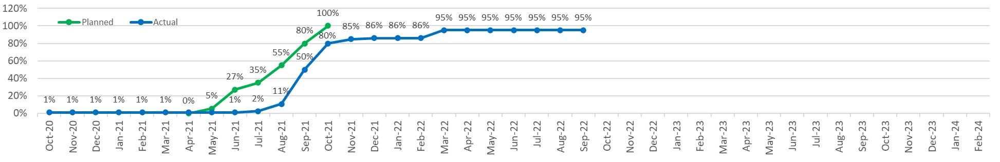 120%
100%
80%
60%
40%
20%
0%
Planned
Actual
1%
1%
1%
1%
1%
1%
0%
5%
27%
35%
55%
80%
100%
1%
2%
11%
50%
80%
85%
86%
86%
86%
95%
95%
95%
95%
95%
95%
95%
Oct-20
Nov-20
Dec-20
Jan-21
Feb-21
Mar-21
Apr-21
May-21
Jun-21
Jul-21
Aug-21
Sep-21
Oct-21
Nov-21
Dec-21
Jan-22
Feb-22
Mar-22
Apr-22
May-22
Jun-22
Jul-22
Aug-22
Sep-22
Oct-22
Nov-22
Dec-22
Jan-23
Feb-23
Mar-23
Apr-23
May-23
Jun-23
Jul-23
Aug-23
Sep-23
Oct-23
Nov-23
Dec-23
Jan-24
Feb-24